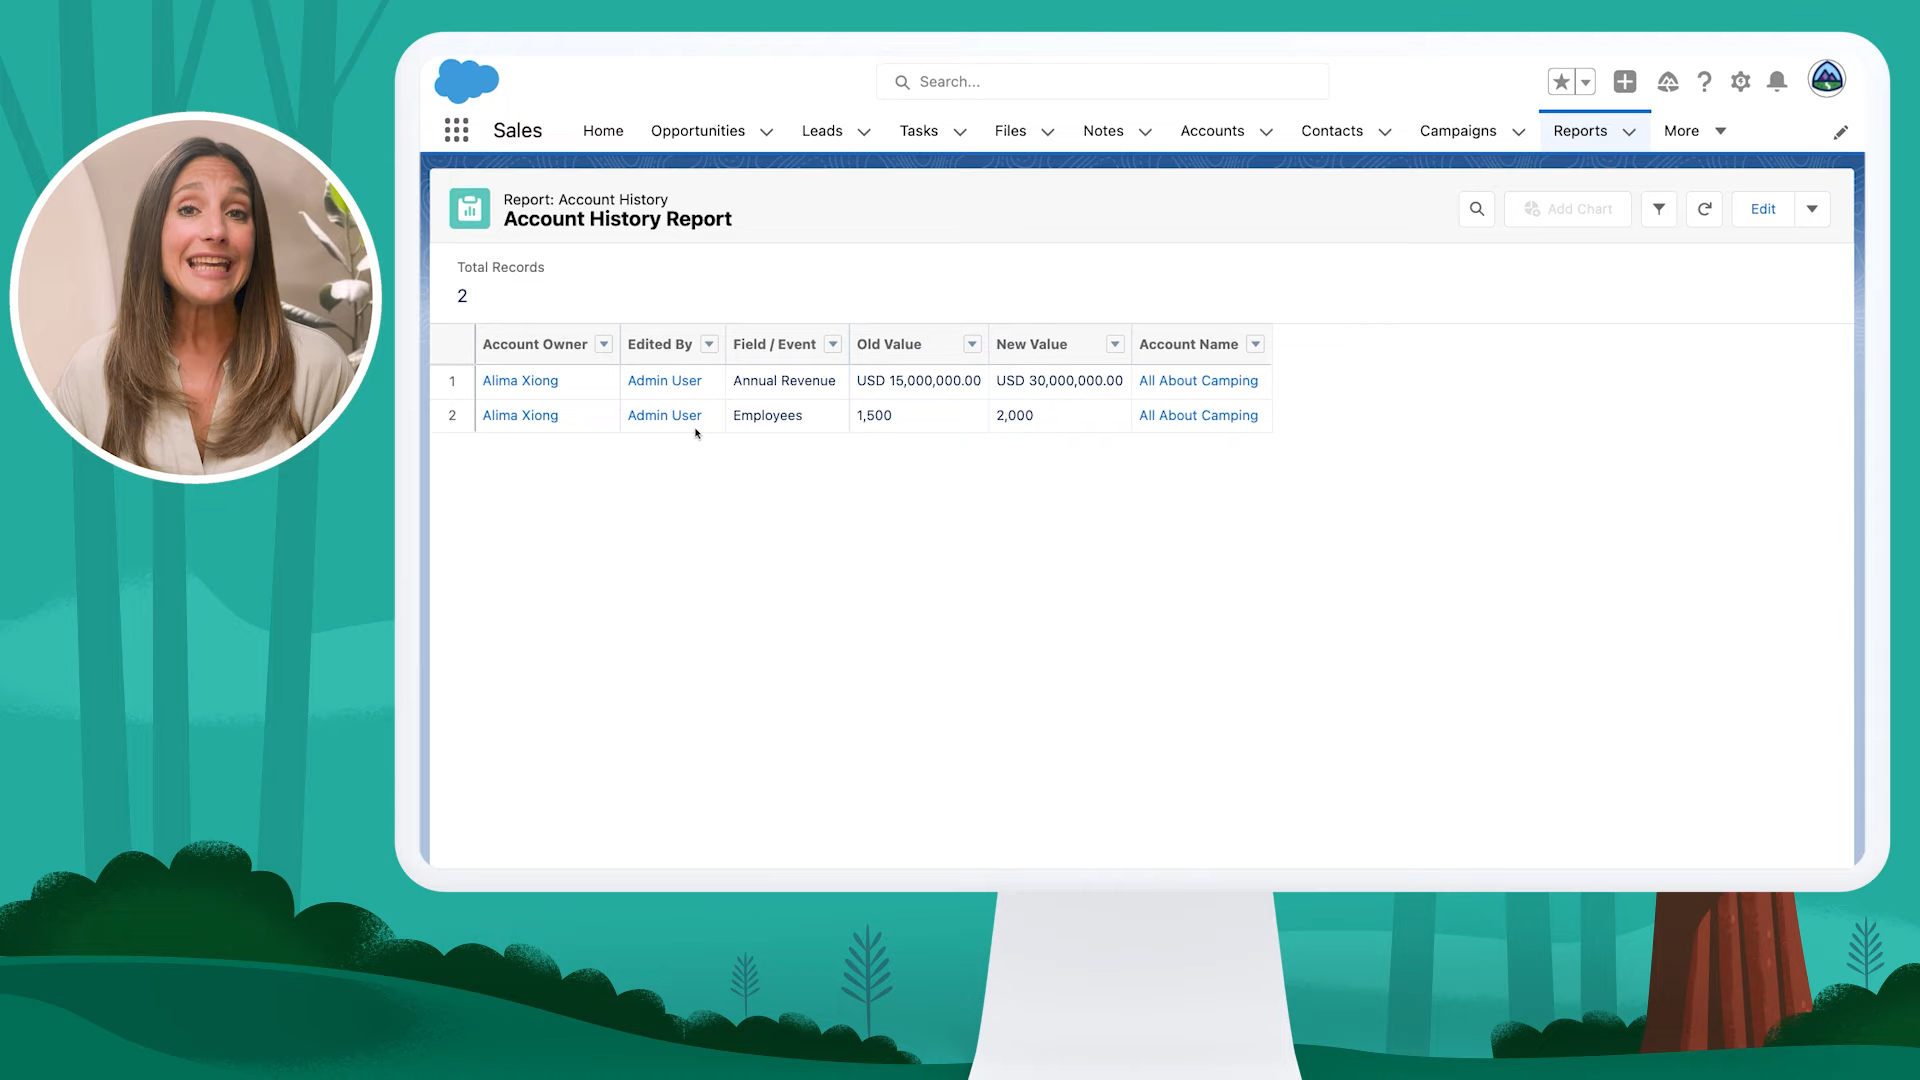 Search...
Sales Home Opportunities Leads Tasks Files Notes Accounts Contacts Campaigns Reports More
Report: Account History
Account History Report
Add Chart Edit
Total Records
2
Account Owner Edited By Field / Event Old Value New Value Account Name
1 Alima Xiong Admin User Annual Revenue USD 15,000,000.00 USD 30,000,000.00 All About Camping
2 Alima Xiong Admin User Employees 1,500 2,000 All About Camping